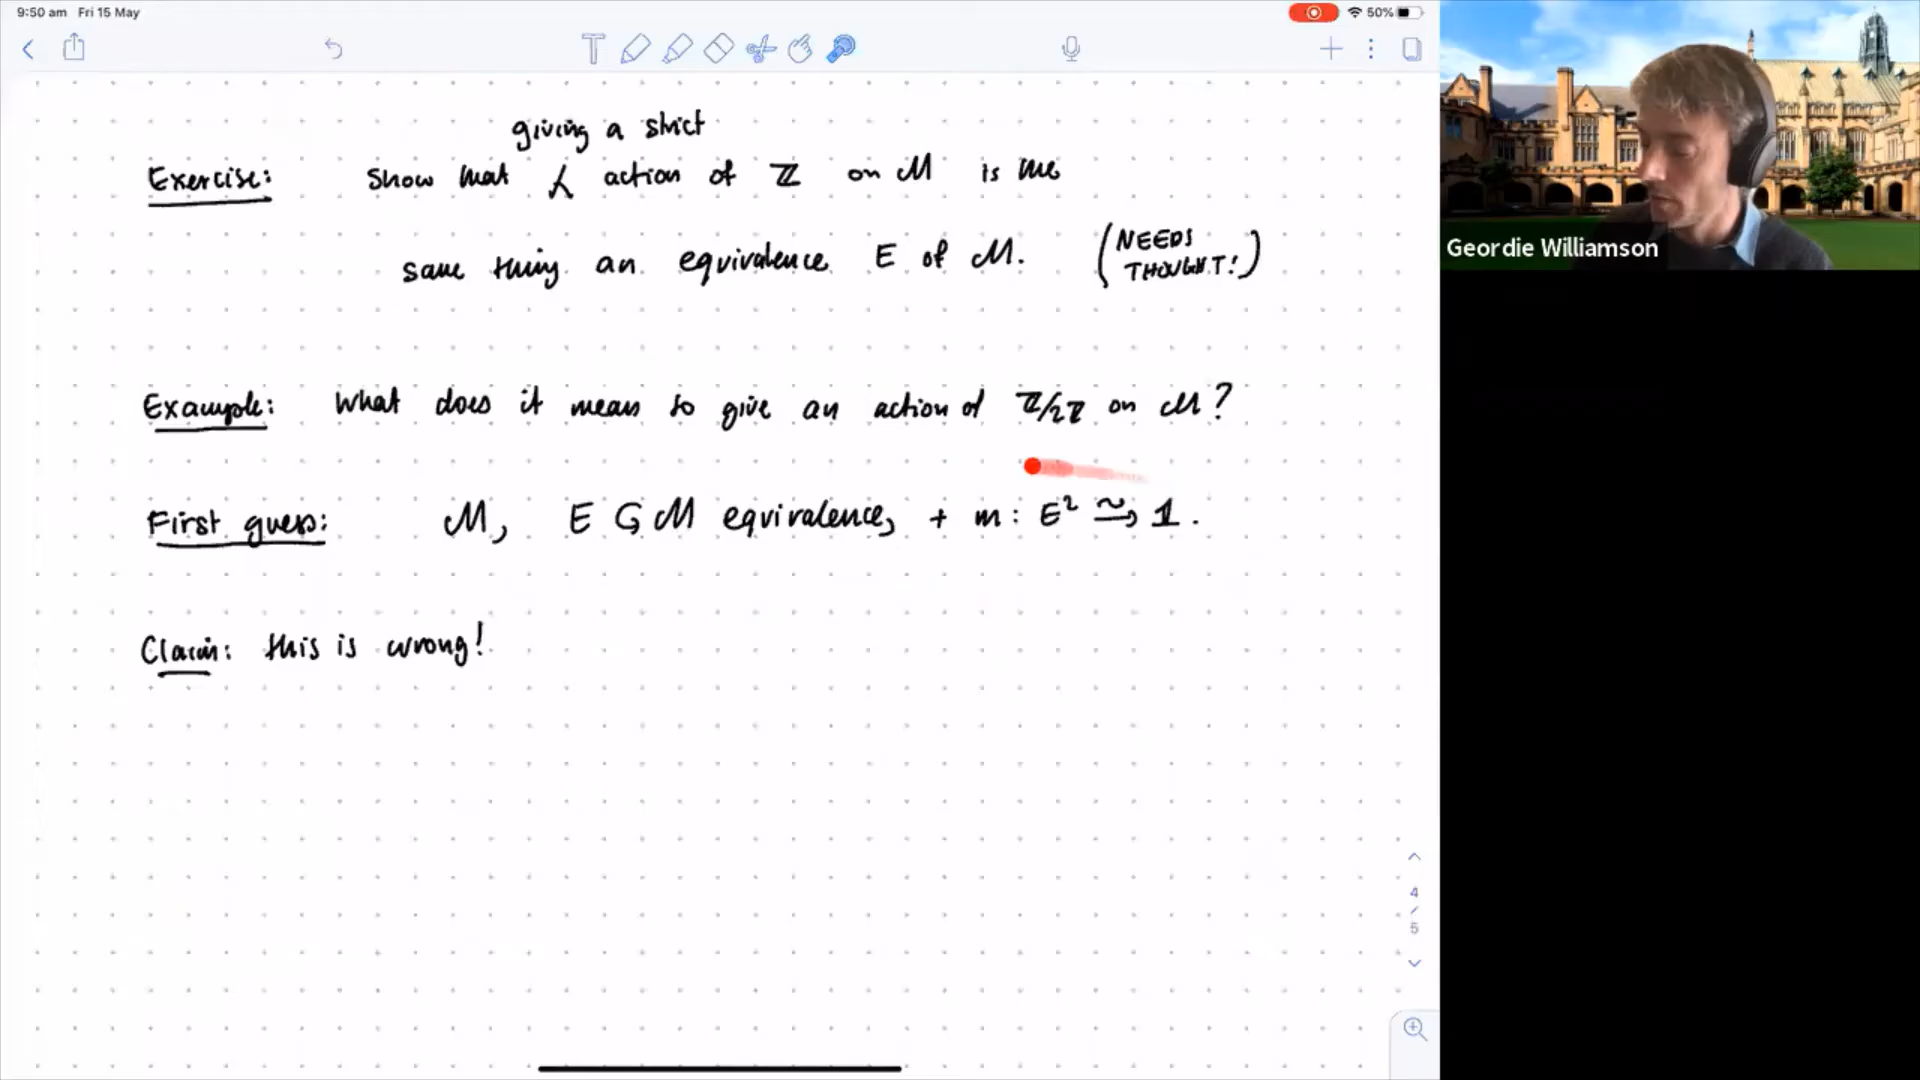 9:50 am Fri 15 May
50%
giving a strict
Exercise: Show that action of ℤ on M is the
same thing an equivalence E of M. (NEEDS THOUGHT!)
Example: What does it mean to give an action of ℤ/2ℤ on M?
First guess: M, E G M equivalence, + m: E² ⥲ 1.
Claim: this is wrong!
4
/
5
Geordie Williamson